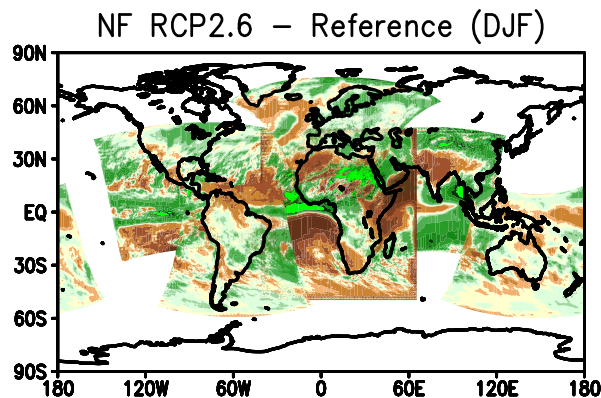 NF RCP2.6 – Reference (DJF)
90N
60N
30N
EQ
30S
60S
90S
180 120W 60W 0 60E 120E 180